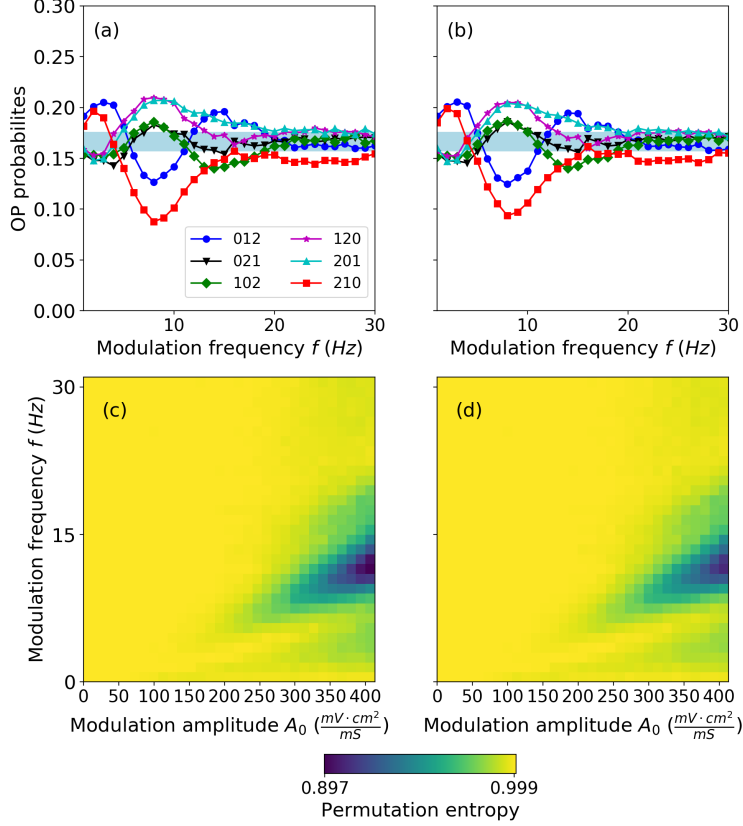 (a)
(b)
0.30
0.25
0.20
0.15
0.10
0.05
0.00
OP probabilites
012
021
102
120
201
210
10
20
30
10
20
30
Modulation frequency f (Hz)
Modulation frequency f (Hz)
(c)
(d)
30
15
0
Modulation frequency f (Hz)
0 50 100 150 200 250 300 350 400
0 50 100 150 200 250 300 350 400
Modulation amplitude A₀ (mV·cm²/mS)
Modulation amplitude A₀ (mV·cm²/mS)
0.897
0.999
Permutation entropy